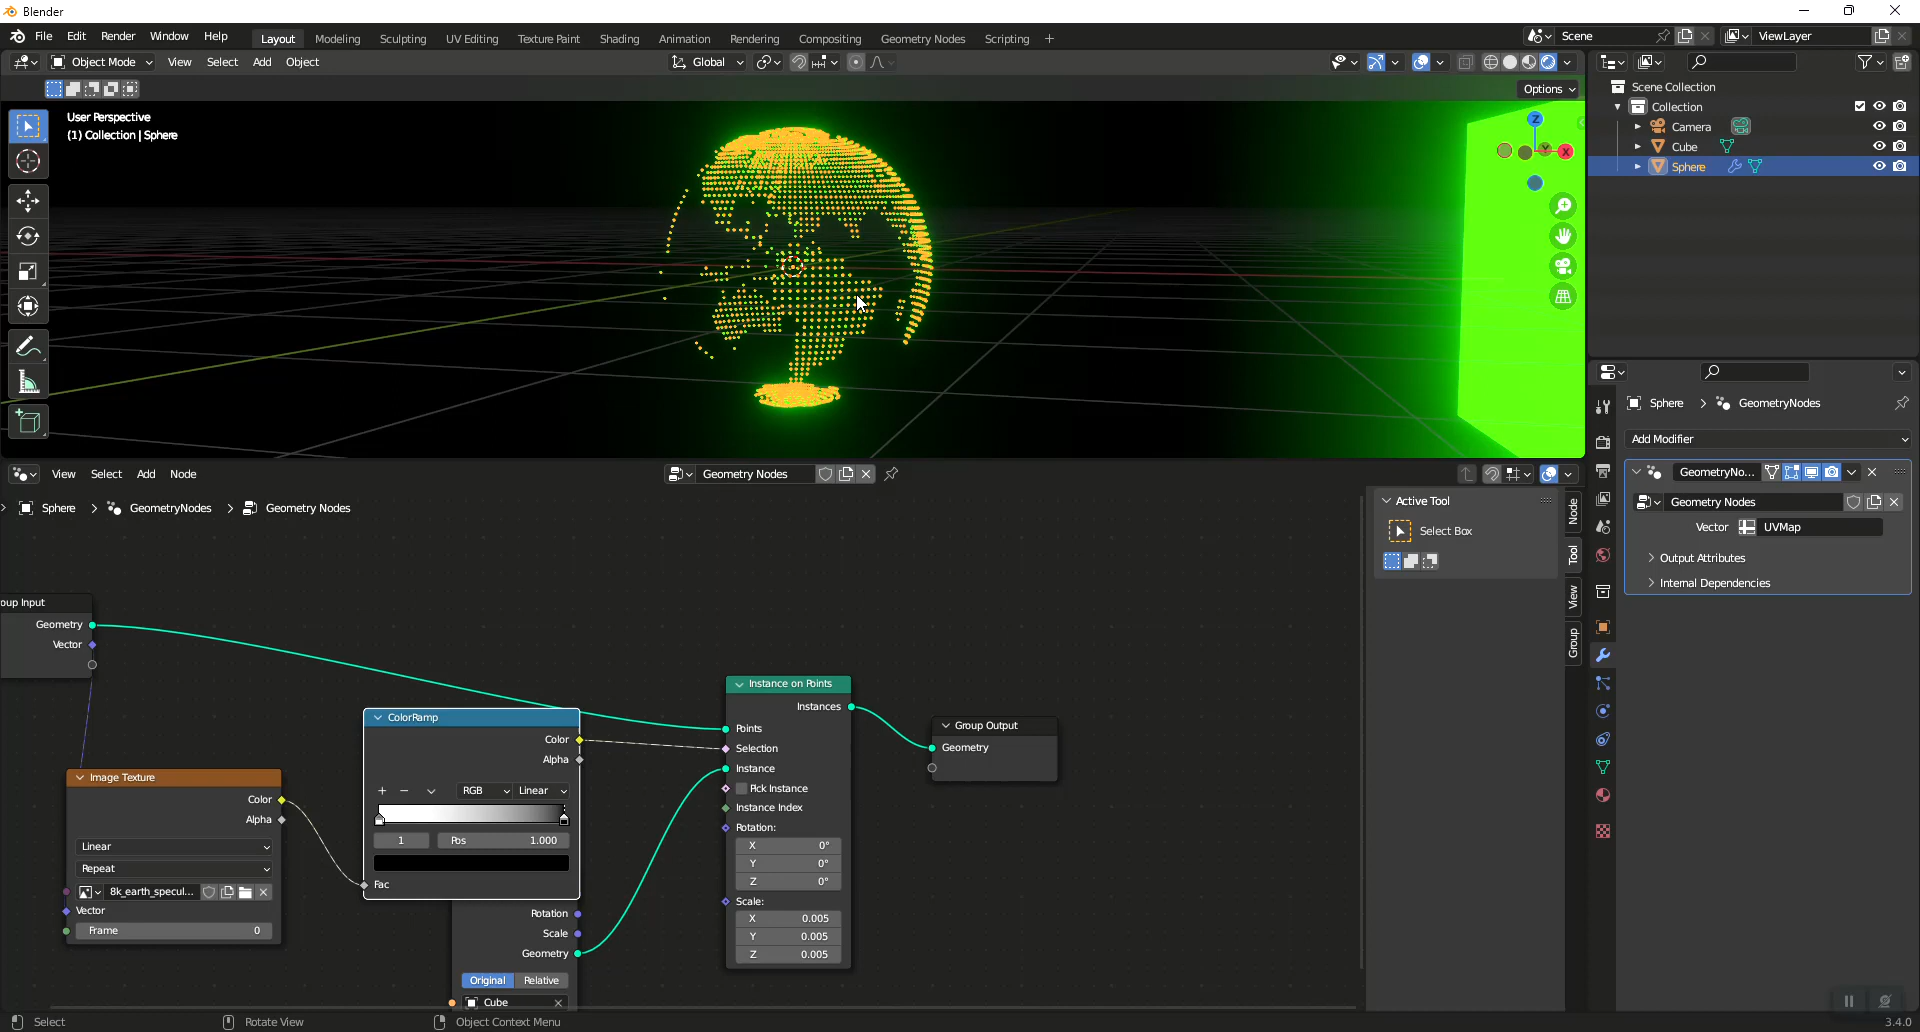 Blender
File Edit Render Window Help Layout Modeling Sculpting UV Editing Texture Paint Shading Animation Rendering Compositing Geometry Nodes Scripting + Scene ViewLayer
Object Mode View Select Add Object Global
Options
User Perspective
(1) Collection | Sphere
Z
Y
X
Scene Collection
Collection
Camera
Cube
Sphere
Sphere > GeometryNodes
Add Modifier
GeometryNo...
Geometry Nodes
Vector UVMap
Output Attributes
Internal Dependencies
View Select Add Node Geometry Nodes
Sphere > GeometryNodes > Geometry Nodes
Active Tool
Select Box
Node
Tool
View
Group
oup Input
Geometry
Vector
Image Texture
Color
Alpha
Linear
Repeat
8k_earth_specul...
Vector
Frame 0
ColorRamp
Color
Alpha
+ − RGB Linear
1 Pos 1.000
Fac
Rotation
Scale
Geometry
Original Relative
Cube
Instance on Points
Instances
Points
Selection
Instance
Pick Instance
Instance Index
Rotation:
X 0°
Y 0°
Z 0°
Scale:
X 0.005
Y 0.005
Z 0.005
Group Output
Geometry
Select Rotate View Object Context Menu 3.4.0